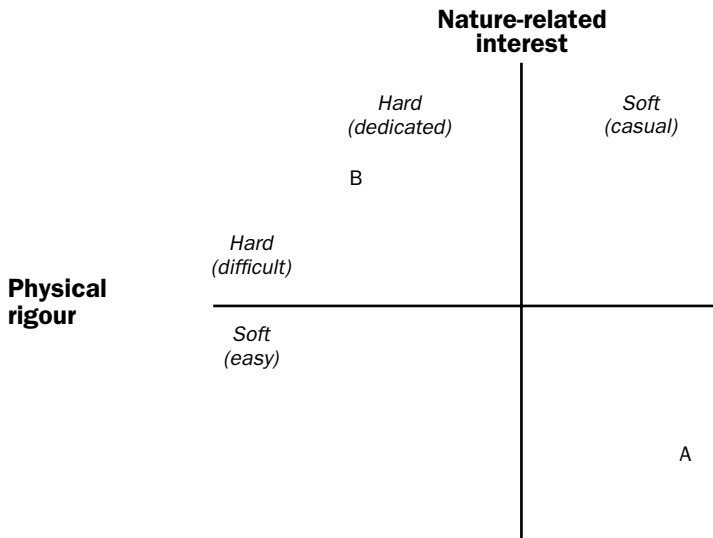 Nature-related
interest
Hard
(dedicated)
Soft
(casual)
B
Hard
(difficult)
Physical
rigour
Soft
(easy)
A